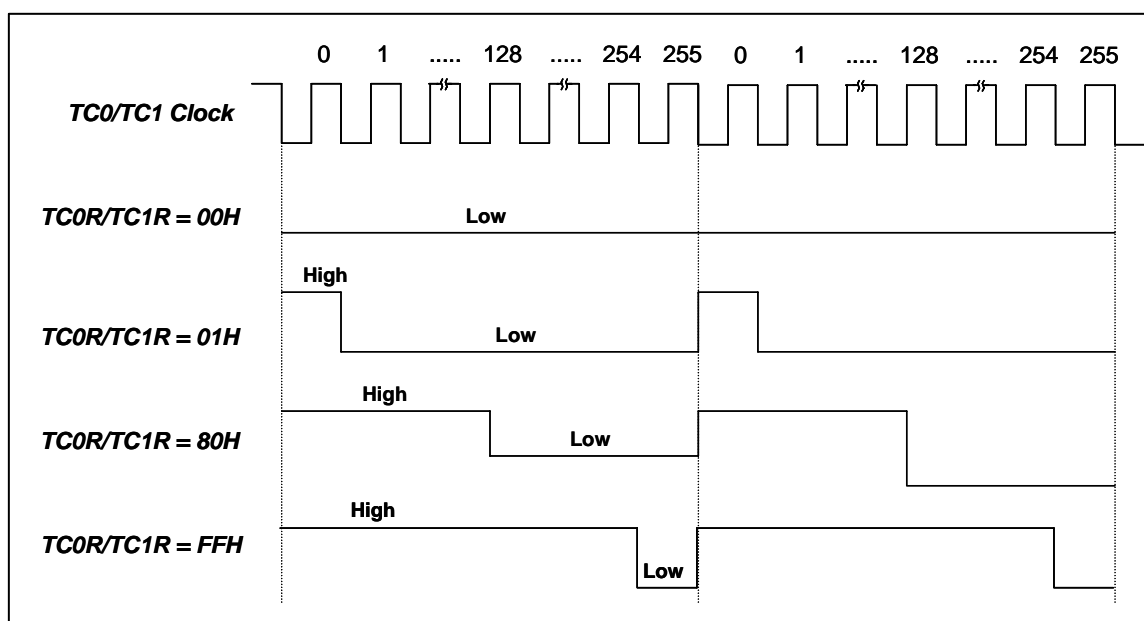 0 1 ..... 128 ..... 254 255 0 1 ..... 128 ..... 254 255
TC0/TC1 Clock
TC0R/TC1R = 00H
Low
High
TC0R/TC1R = 01H
Low
High
TC0R/TC1R = 80H
Low
High
TC0R/TC1R = FFH
Low